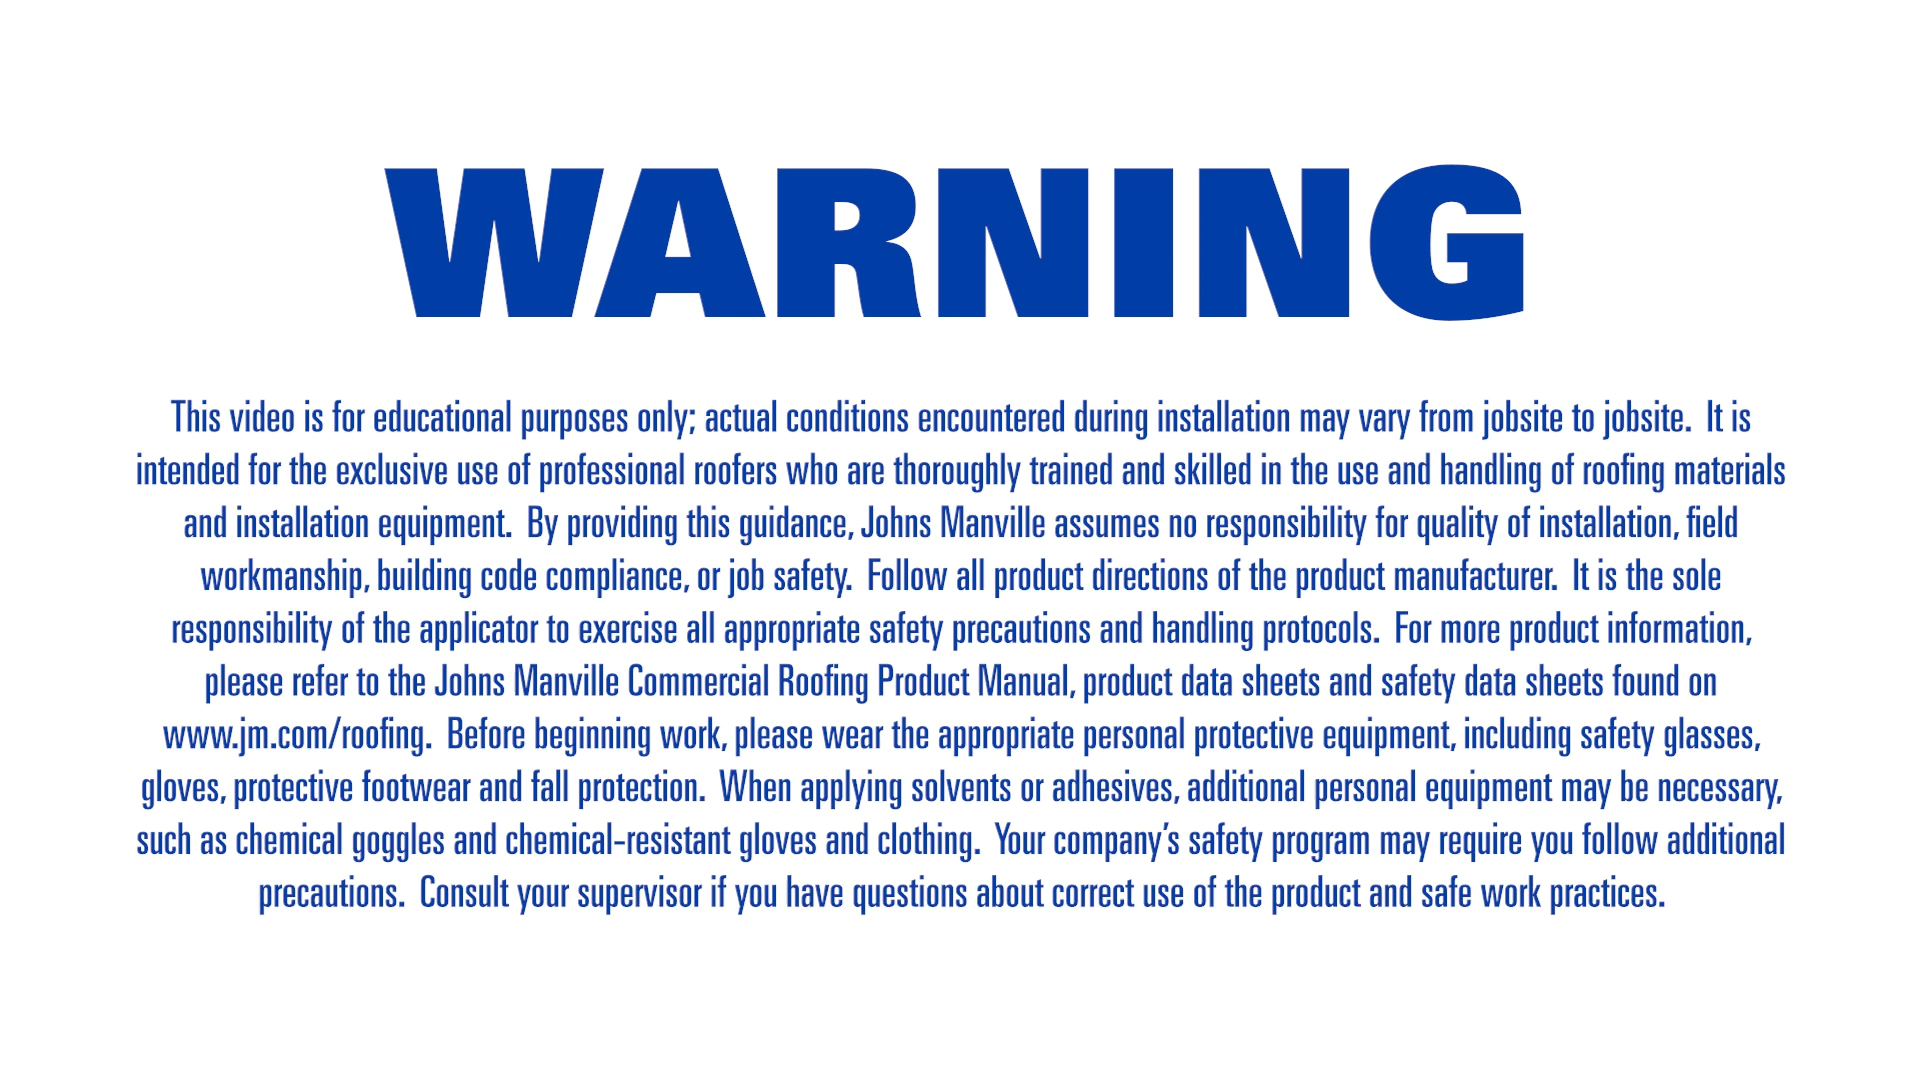 WARNING
This video is for educational purposes only; actual conditions encountered during installation may vary from jobsite to jobsite.  It is
intended for the exclusive use of professional roofers who are thoroughly trained and skilled in the use and handling of roofing materials
and installation equipment.  By providing this guidance, Johns Manville assumes no responsibility for quality of installation, field
workmanship, building code compliance, or job safety.  Follow all product directions of the product manufacturer.  It is the sole
responsibility of the applicator to exercise all appropriate safety precautions and handling protocols.  For more product information,
please refer to the Johns Manville Commercial Roofing Product Manual, product data sheets and safety data sheets found on
www.jm.com/roofing.  Before beginning work, please wear the appropriate personal protective equipment, including safety glasses,
gloves, protective footwear and fall protection.  When applying solvents or adhesives, additional personal equipment may be necessary,
such as chemical goggles and chemical-resistant gloves and clothing.  Your company’s safety program may require you follow additional
precautions.  Consult your supervisor if you have questions about correct use of the product and safe work practices.